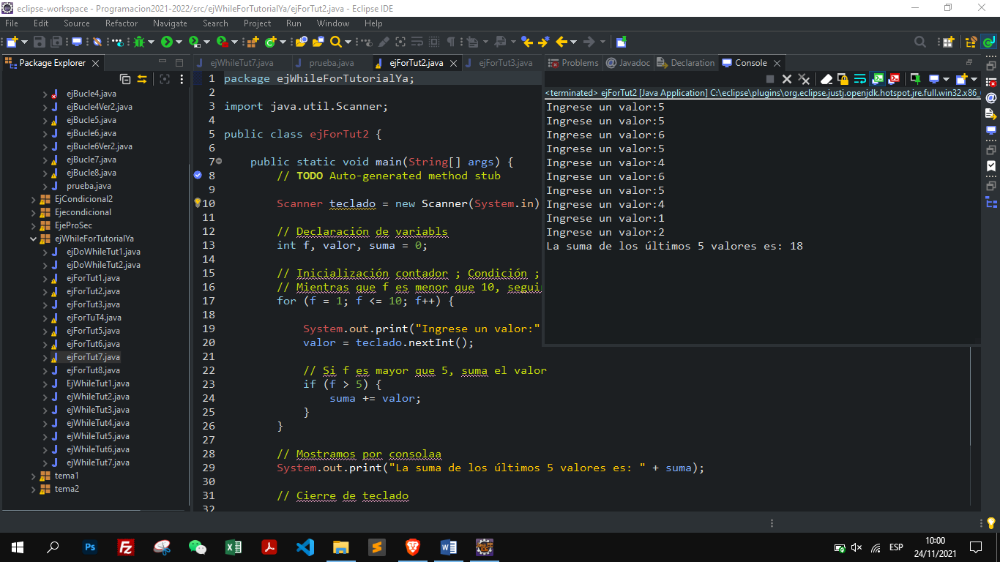 eclipse-workspace - Programacion2021-2022/src/ejWhileForTutorialYa/ejForTut2.java - Eclipse IDE
File Edit Source Refactor Navigate Search Project Run Window Help
Package Explorer
ejBucle4.java
ejBucle4Ver2.java
ejBucle5.java
ejBucle6.java
ejBucle6Ver2.java
ejBucle7.java
ejBucle8.java
prueba.java
EjCondicional2
Ejecondicional
EjeProSec
ejWhileForTutorialYa
ejDoWhileTut1.java
ejDoWhileTut2.java
ejForTut1.java
ejForTut2.java
ejForTut3.java
ejForTuT4.java
ejForTut5.java
ejForTut6.java
ejForTut7.java
ejForTut8.java
EjWhileTut1.java
ejWhileTut2.java
ejWhileTut3.java
ejWhileTut4.java
ejWhileTut5.java
ejWhileTut6.java
ejWhileTut7.java
tema1
tema2
ejWhileTut7.java prueba.java ejForTut2.java ejForTut3.java
1 package ejWhileForTutorialYa;
2
3 import java.util.Scanner;
4
5 public class ejForTut2 {
6
7 public static void main(String[] args) {
8 // TODO Auto-generated method stub
9
10 Scanner teclado = new Scanner(System.in)
11
12 // Declaración de variabls
13 int f, valor, suma = 0;
14
15 // Inicialización contador ; Condición ;
16 // Mientras que f es menor que 10, segui
17 for (f = 1; f <= 10; f++) {
18
19 System.out.print("Ingrese un valor:"
20 valor = teclado.nextInt();
21
22 // Si f es mayor que 5, suma el valor
23 if (f > 5) {
24 suma += valor;
25 }
26 }
27
28 // Mostramos por consolaa
29 System.out.print("La suma de los últimos 5 valores es: " + suma);
30
31 // Cierre de teclado
32
Problems Javadoc Declaration Console
<terminated> ejForTut2 [Java Application] C:\eclipse\plugins\org.eclipse.justj.openjdk.hotspot.jre.full.win32.x86_
Ingrese un valor:5
Ingrese un valor:5
Ingrese un valor:6
Ingrese un valor:5
Ingrese un valor:4
Ingrese un valor:6
Ingrese un valor:5
Ingrese un valor:4
Ingrese un valor:1
Ingrese un valor:2
La suma de los últimos 5 valores es: 18
ESP
10:00
24/11/2021